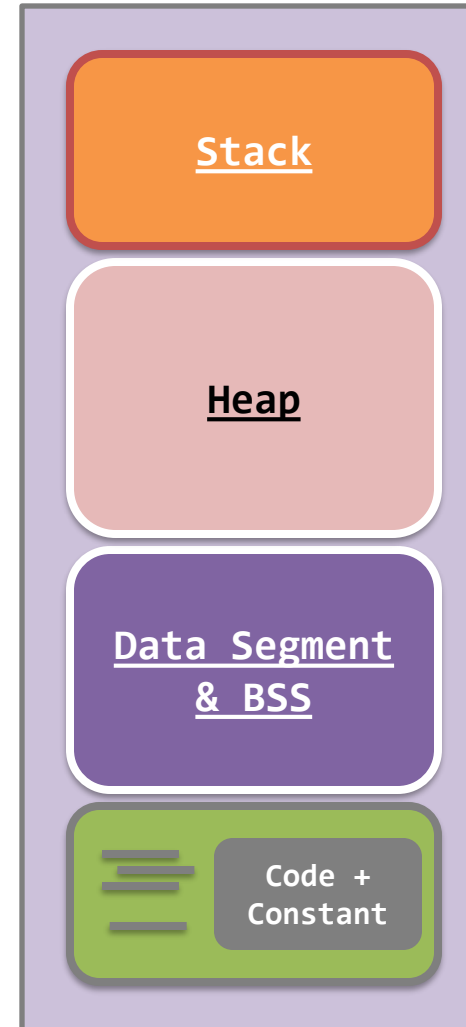 Stack
Heap
Data Segment
& BSS
Code +
Constant